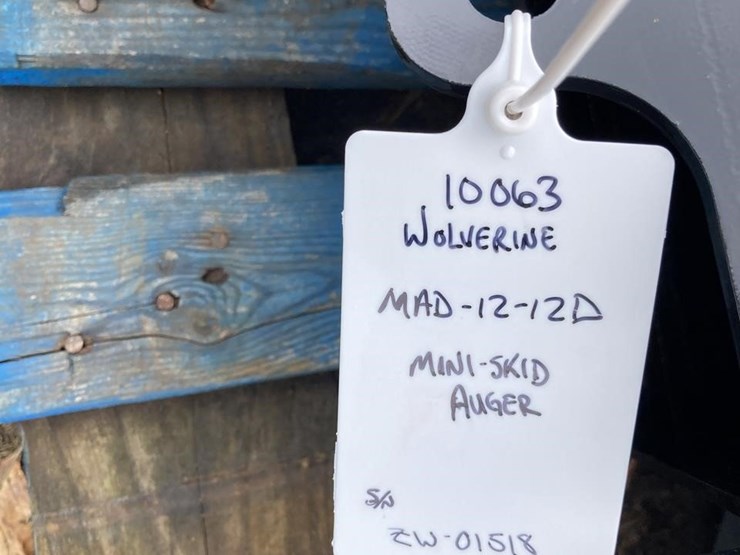 10063
WOLVERINE
MAD-12-12D
MINI-SKID
AUGER
S/N
ZW-01518